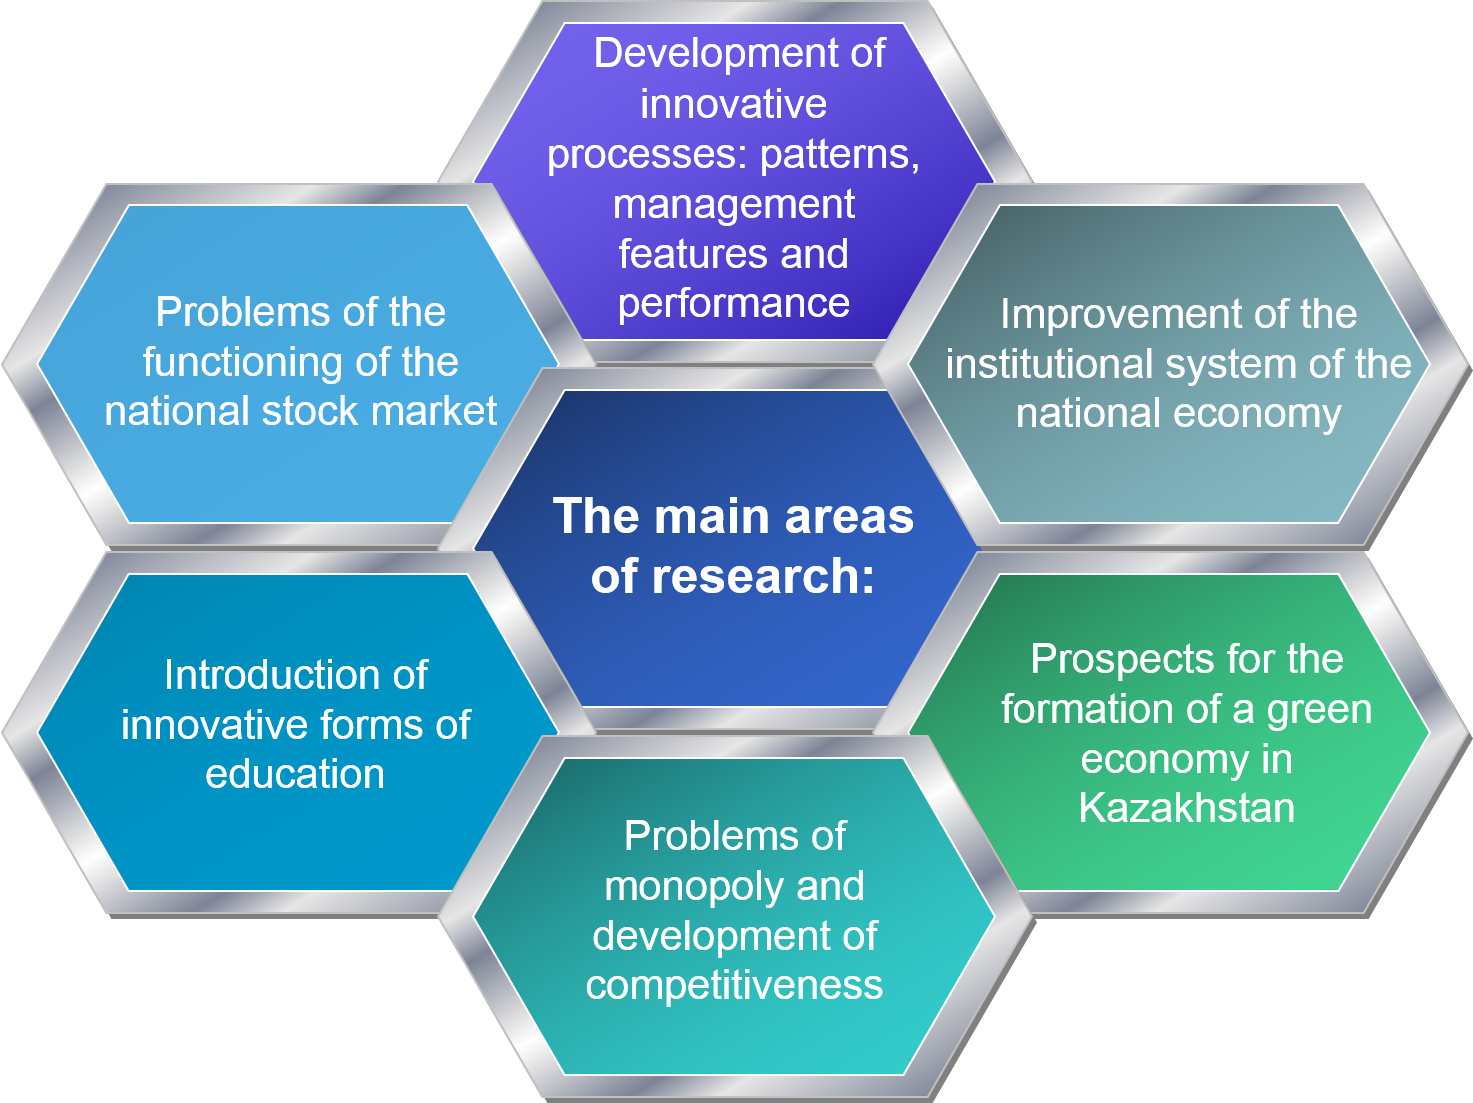 Development of
innovative
processes: patterns,
management
features and
performance
Problems of the
functioning of the
national stock market
Improvement of the
institutional system of the
national economy
The main areas
of research:
Introduction of
innovative forms of
education
Prospects for the
formation of a green
economy in
Kazakhstan
Problems of
monopoly and
development of
competitiveness